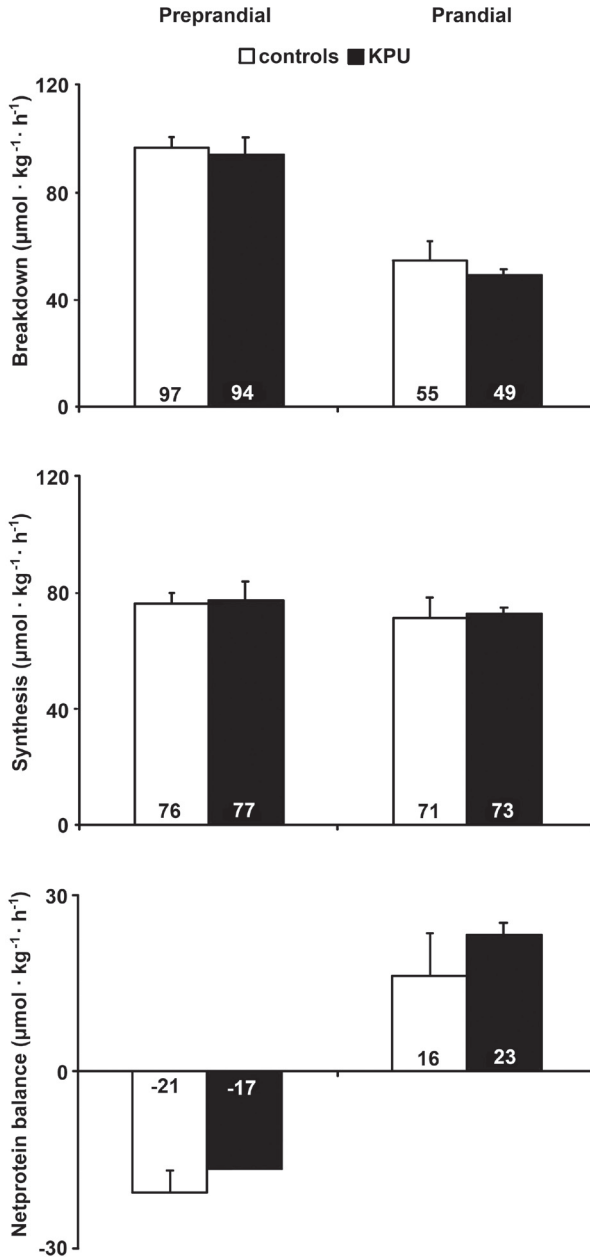 Preprandial Prandial
controls KPU
Breakdown (µmol · kg⁻¹ · h⁻¹)
120
80
40
0
97 94 55 49
Synthesis (µmol · kg⁻¹ · h⁻¹)
120
80
40
0
76 77 71 73
Netprotein balance (µmol · kg⁻¹ · h⁻¹)
30
0
-30
16 23
-21 -17